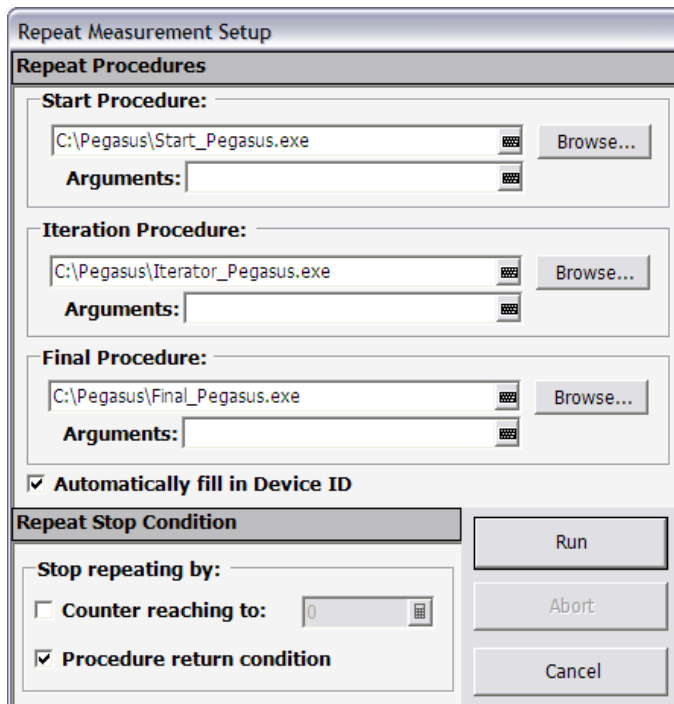 Repeat Measurement Setup
Repeat Procedures
Start Procedure:
C:\Pegasus\Start_Pegasus.exe
Browse...
Arguments:
Iteration Procedure:
C:\Pegasus\Iterator_Pegasus.exe
Browse...
Arguments:
Final Procedure:
C:\Pegasus\Final_Pegasus.exe
Browse...
Arguments:
Automatically fill in Device ID
Repeat Stop Condition
Stop repeating by:
Counter reaching to: 0
Procedure return condition
Run
Abort
Cancel